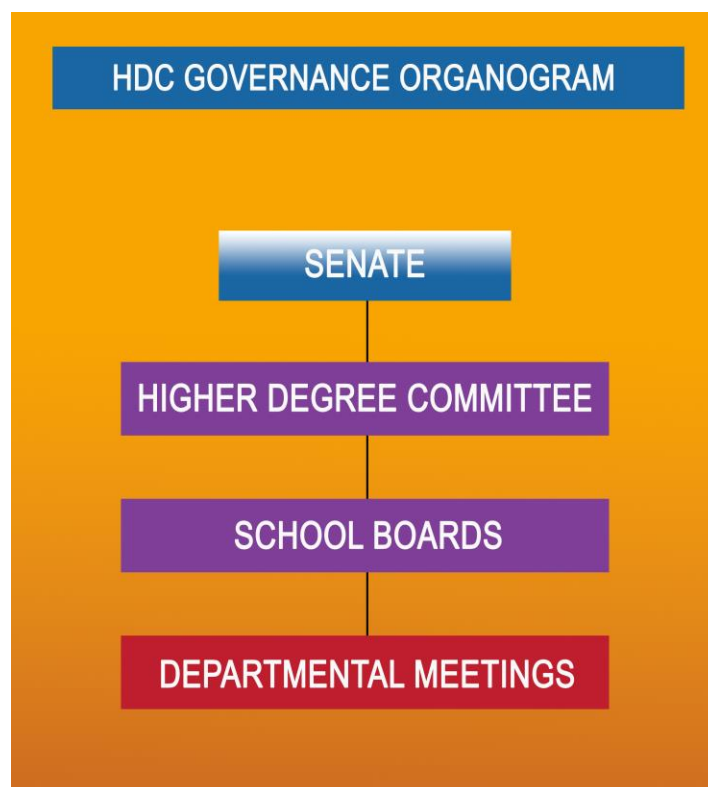 HDC GOVERNANCE ORGANOGRAM
SENATE
HIGHER DEGREE COMMITTEE
SCHOOL BOARDS
DEPARTMENTAL MEETINGS